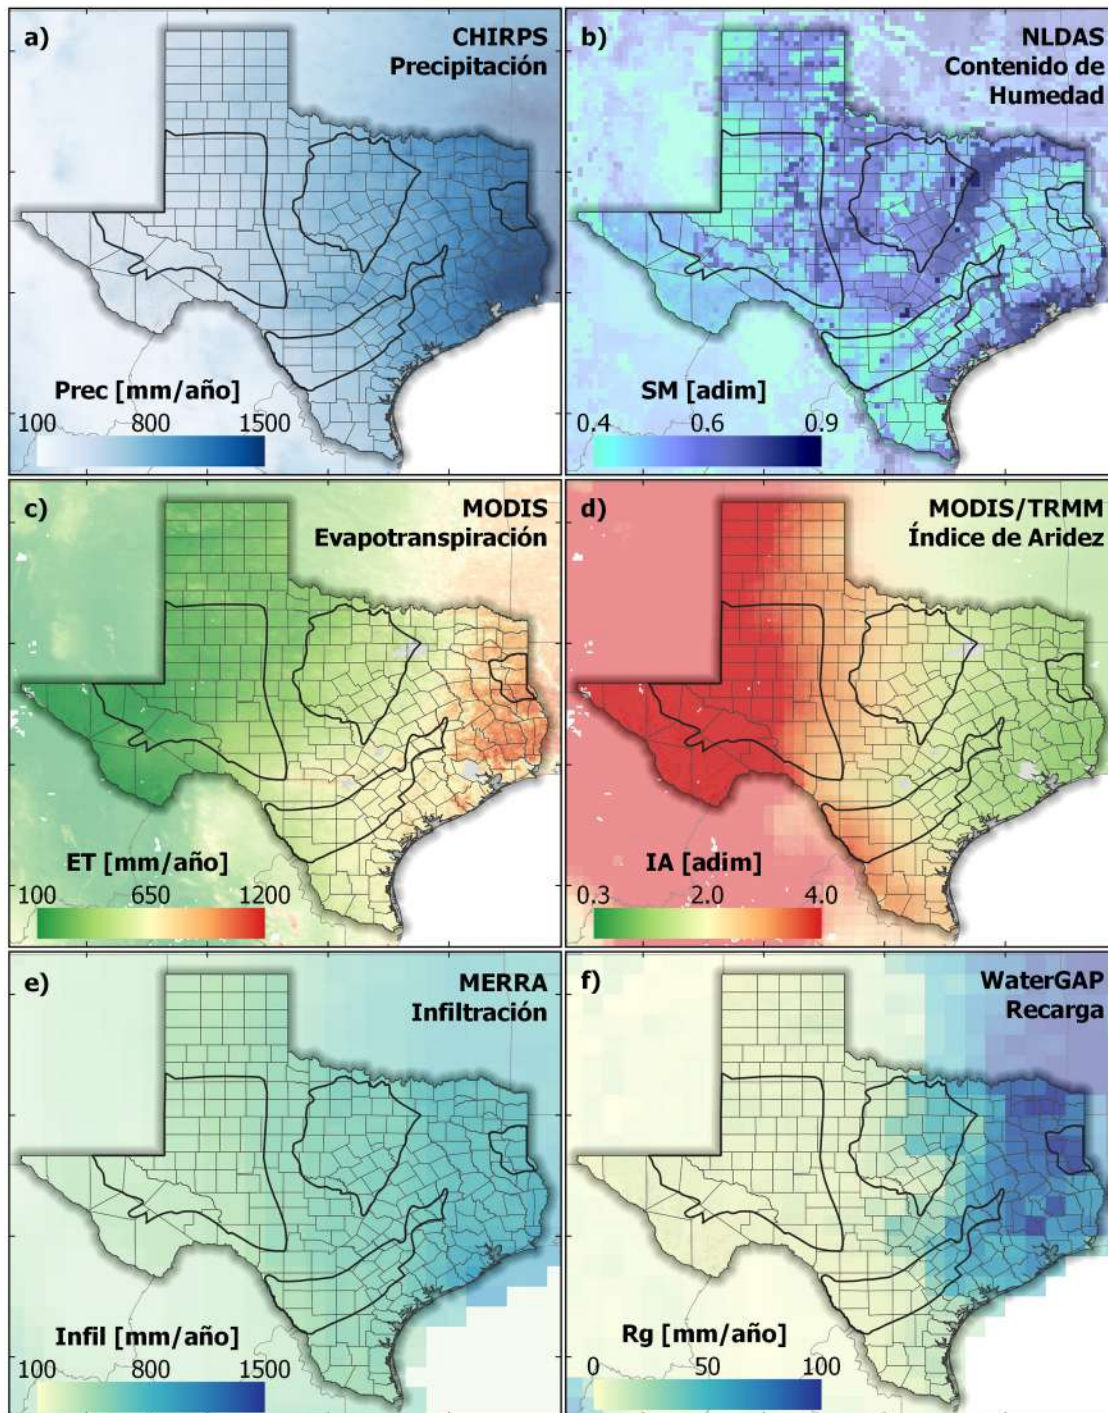 a)
CHIRPS
Precipitación
Prec [mm/año]
100 800 1500
b)
NLDAS
Contenido de
Humedad
SM [adim]
0.4 0.6 0.9
c)
MODIS
Evapotranspiración
ET [mm/año]
100 650 1200
d)
MODIS/TRMM
Índice de Aridez
IA [adim]
0.3 2.0 4.0
e)
MERRA
Infiltración
Infil [mm/año]
100 800 1500
f)
WaterGAP
Recarga
Rg [mm/año]
0 50 100